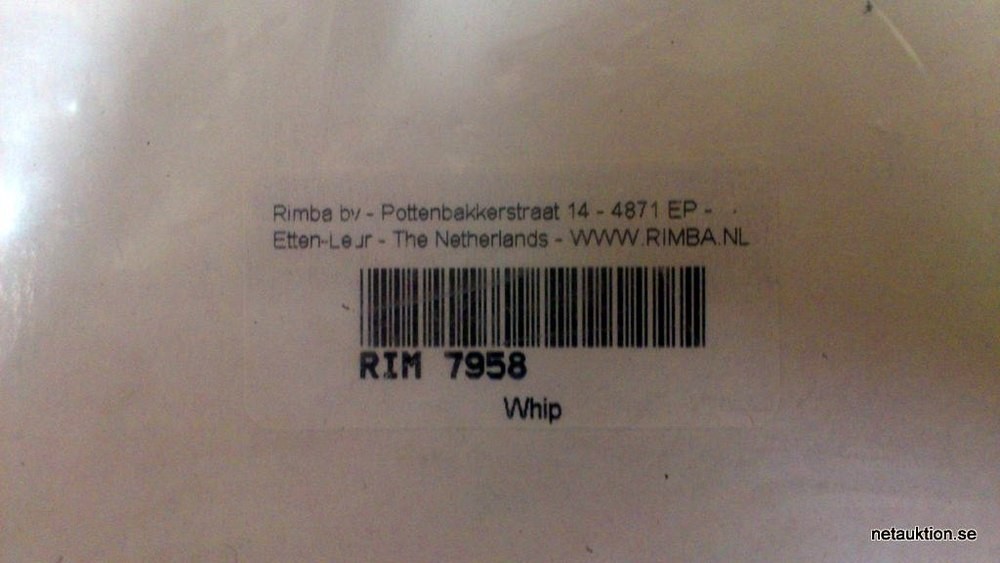 Rimba bv - Pottenbakkerstraat 14 - 4871 EP -
Etten-Leur - The Netherlands - WWW.RIMBA.NL
RIM 7958
Whip
netauktion.se